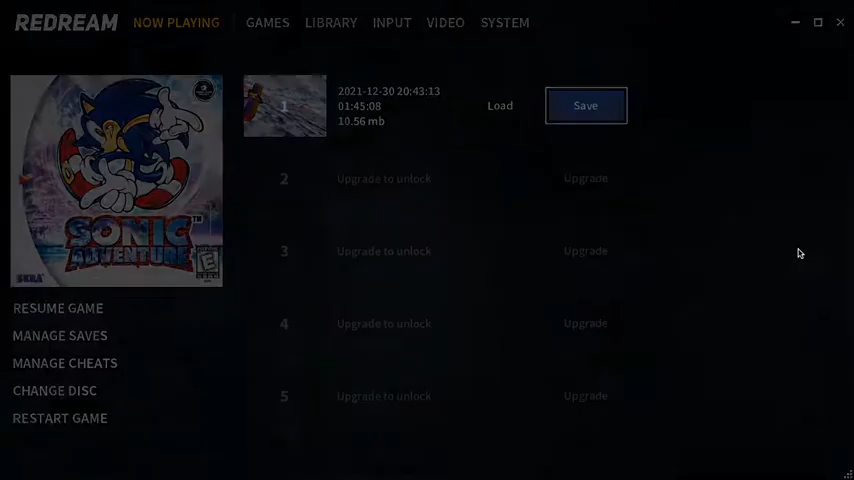 REDREAM
NOW PLAYING
GAMES
LIBRARY
INPUT
VIDEO
SYSTEM
SONIC
ADVENTURE™
SEGA
E
1
2021-12-30 20:43:13
01:45:08
10.56 mb
Load
Save
2
Upgrade to unlock
Upgrade
3
Upgrade to unlock
Upgrade
4
Upgrade to unlock
Upgrade
5
Upgrade to unlock
Upgrade
RESUME GAME
MANAGE SAVES
MANAGE CHEATS
CHANGE DISC
RESTART GAME